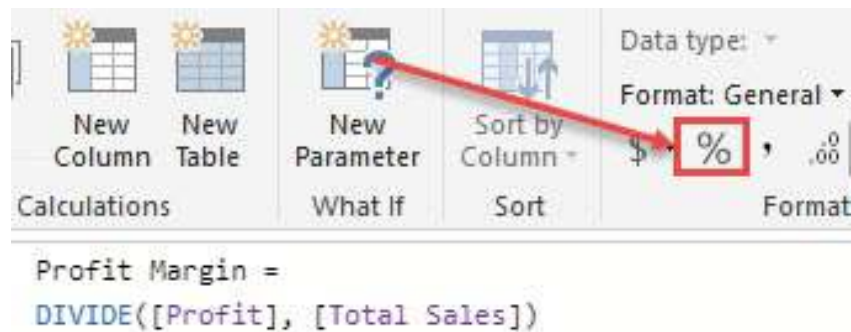 Data type:
Format: General
New Column
New Table
New Parameter
Sort by Column
$ % , .00 .0
Calculations
What If
Sort
Format
Profit Margin =
DIVIDE([Profit], [Total Sales])